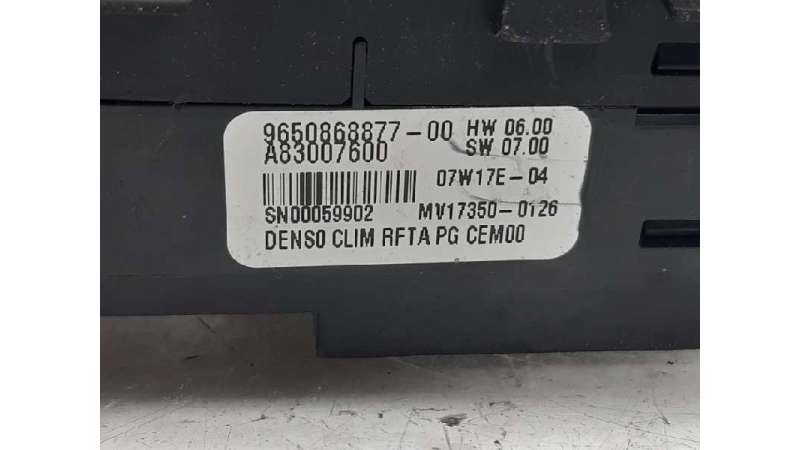 9650868877-00 HW 06.00
A83007600 SW 07.00
07W17E-04
SN00059902 MV17350-0126
DENSO CLIM RFTA PG CEM00